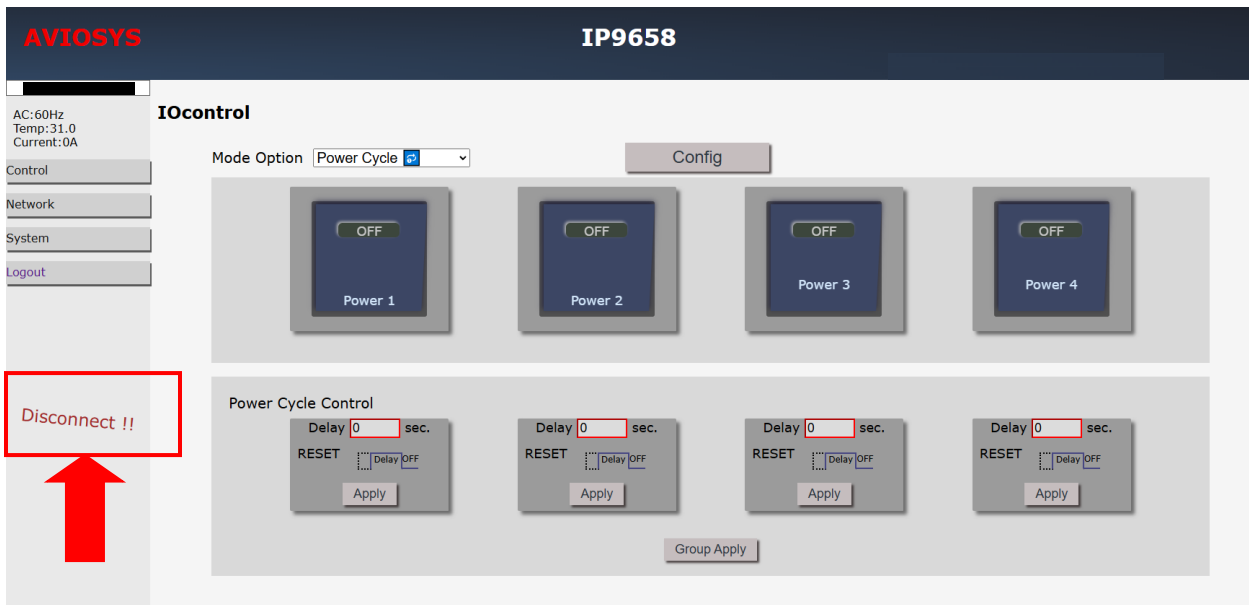 AVIOSYS
IP9658
AC:60Hz
Temp:31.0
Current:0A
Control
Network
System
Logout
Disconnect !!
IOcontrol
Mode Option Power Cycle Config
OFF OFF OFF OFF
Power 1 Power 2 Power 3 Power 4
Power Cycle Control
Delay 0 sec. Delay 0 sec. Delay 0 sec. Delay 0 sec.
RESET Delay OFF RESET Delay OFF RESET Delay OFF RESET Delay OFF
Apply Apply Apply Apply
Group Apply